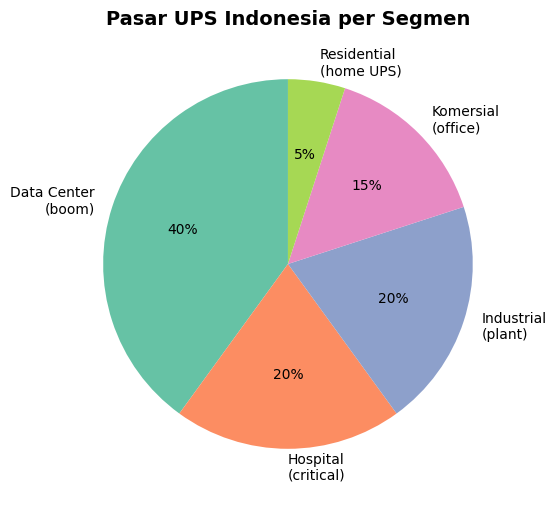 Pasar UPS Indonesia per Segmen
Residential
(home UPS)
Komersial
(office)
5%
15%
Data Center
(boom)
40%
20%
Industrial
(plant)
20%
Hospital
(critical)